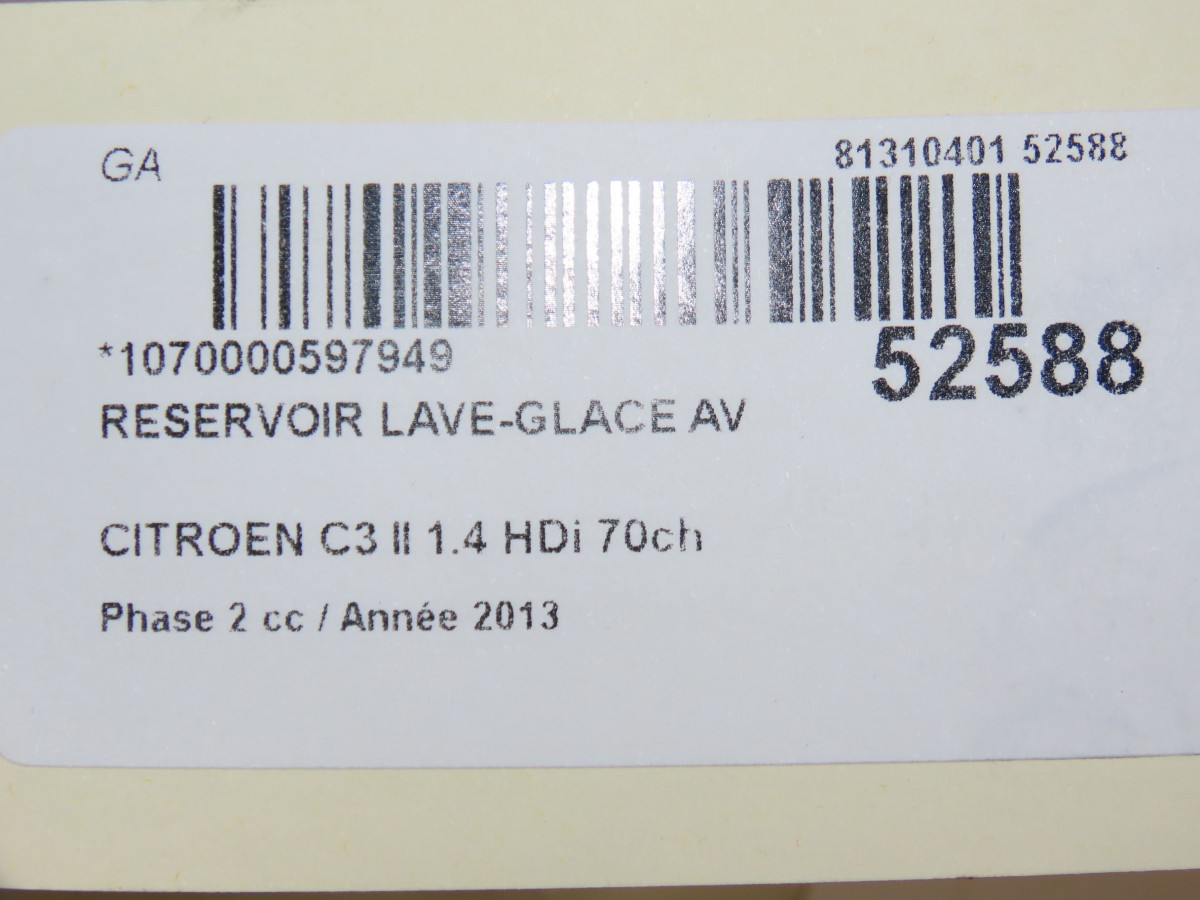 GA
81310401 52588
*1070000597949
52588
RESERVOIR LAVE-GLACE AV
CITROEN C3 II 1.4 HDi 70ch
Phase 2 cc / Année 2013